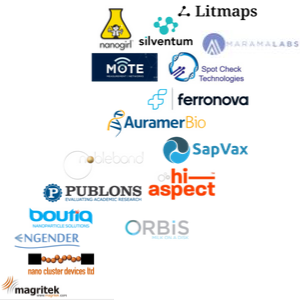 Litmaps
nanogirl
silventum
MARAMALABS
MOTE
Spot Check
Technologies
ferronova
AuramerBio
SapVax
noblebond
hi—
aspect
PUBLONS
EVALUATING ACADEMIC RESEARCH
boutiq
NANOPARTICLE SOLUTIONS
ORBIS
ENGENDER
nano cluster devices ltd
magritek